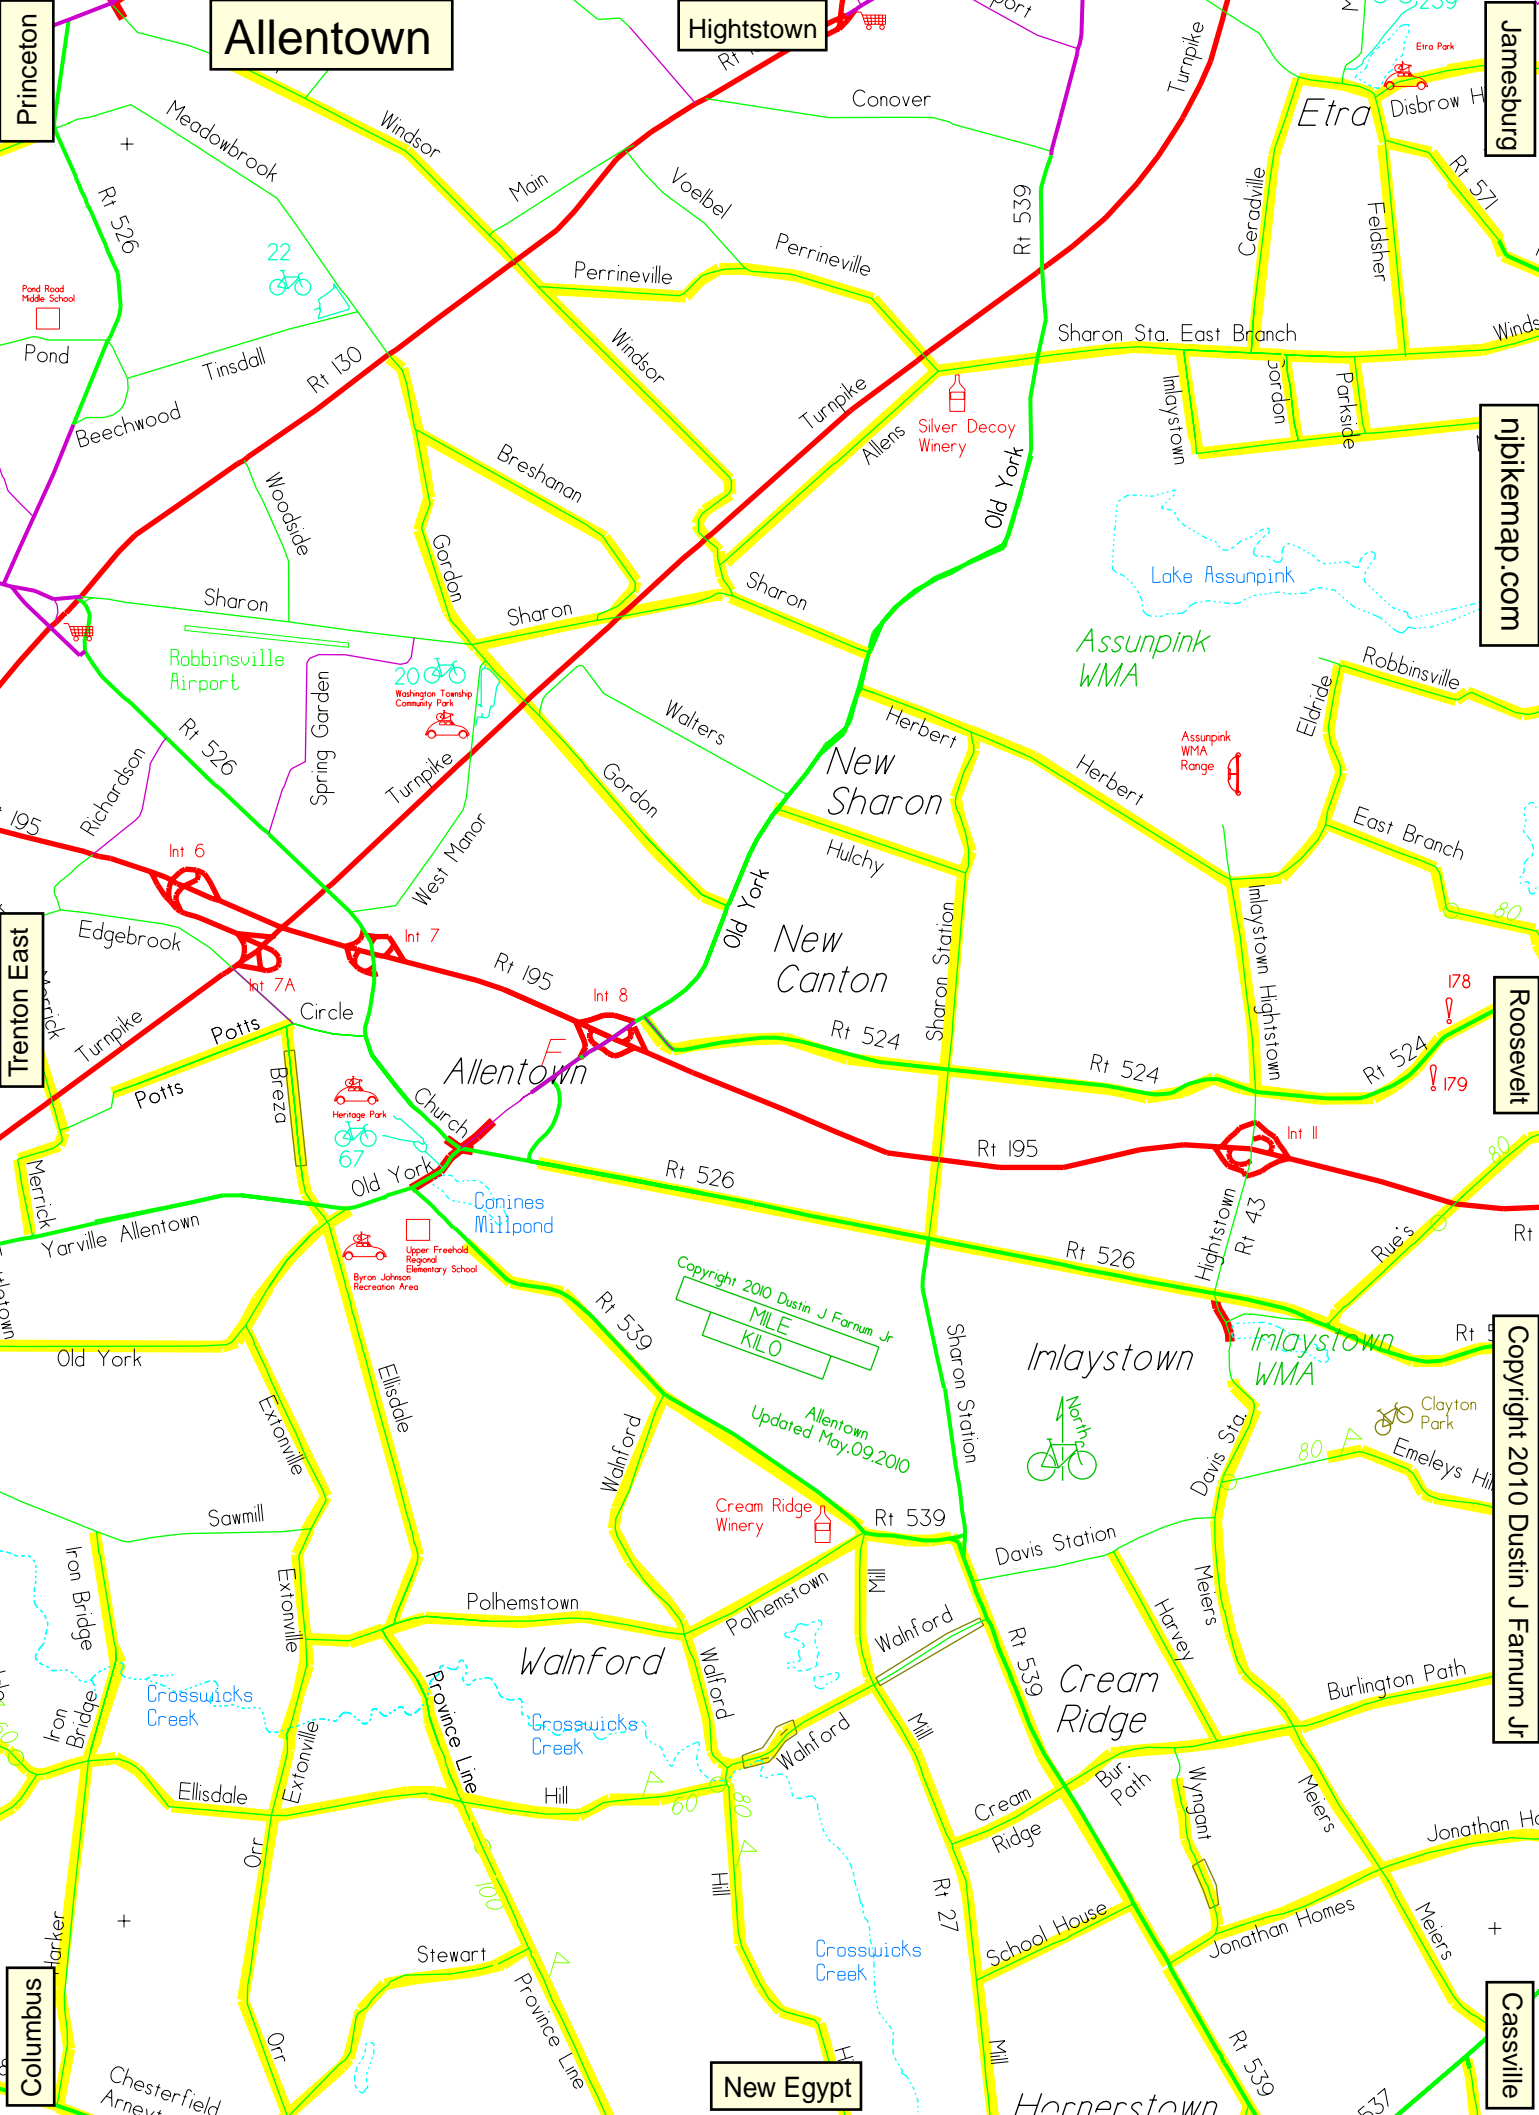 Princeton
Allentown
Hightstown
Jamesburg
Etra Park
Turnpike
Conover
Etra
Disbrow
Meadowbrook
Windsor
Rt 526
Main
Voelbel
Rt 539
Ceradville
Feldsher
Rt 571
22
Pond Road
Middle School
Perrineville
Perrineville
Pond
Tinsdall
Rt 130
Windsor
Sharon Sta. East Branch
Beechwood
Turnpike
Allens
Silver Decoy
Winery
Imlaystown
Gordon
Parkside
njbikemap.com
Breshanan
Woodside
Old York
Gordon
Lake Assunpink
Sharon
Sharon
Sharon
Robbinsville
Airport
20
Washington Township
Community Park
Assunpink
WMA
Robbinsville
Eldride
Spring Garden
Walters
Herbert
Rt 526
Richardson
Turnpike
Gordon
New
Sharon
Herbert
Assunpink
WMA
Range
195
Int 6
West Manor
Hulchy
East Branch
80
Trenton East
Edgebrook
Int 7
Old York
New
Canton
Sharon Station
Imlaystown Hightstown
Int 7A
Rt 195
Int 8
178
Roosevelt
Merrick
Turnpike
Potts
Circle
Rt 524
Rt 524
Rt 524
179
Potts
Breza
Allentown
Heritage Park
67
Church
Old York
Int 11
Rt 195
80
Merrick
Rt 526
Conines
Millpond
Hightstown
Rt 43
Yarville Allentown
Upper Freehold
Regional
Elementary School
Byron Johnson
Recreation Area
Rt 526
Rue's
Rt
Copyright 2010 Dustin J Farnum Jr
MILE
KILO
Rt 539
Old York
Sharon Station
Imlaystown
Imlaystown
WMA
Copyright 2010 Dustin J Farnum Jr
Ellisdale
Extonville
Walnford
Allentown
Updated May.09.2010
North
Davis Sta.
Clayton
Park
80
Emeleys Hil
Sawmill
Cream Ridge
Winery
Rt 539
Davis Station
Iron Bridge
Extonville
Polhemstown
Polhemstown
Mill
Walnford
Harvey
Meiers
Walnford
Walford
Rt 539
Cream
Ridge
Burlington Path
Crosswicks
Creek
Iron
Bridge
60
Extonville
Province Line
Crosswicks
Creek
Walnford
Mill
Ellisdale
Hill
60
80
Cream
Ridge
Bur.
Path
Wyngant
Meiers
Jonathan Ho
Orr
100
Hill
Rt 27
School House
Jonathan Homes
Meiers
Harker
Stewart
Province Line
Crosswicks
Creek
Columbus
Cassville
Orr
Chesterfield
New Egypt
Mill
Rt 539
Hornerstown
537